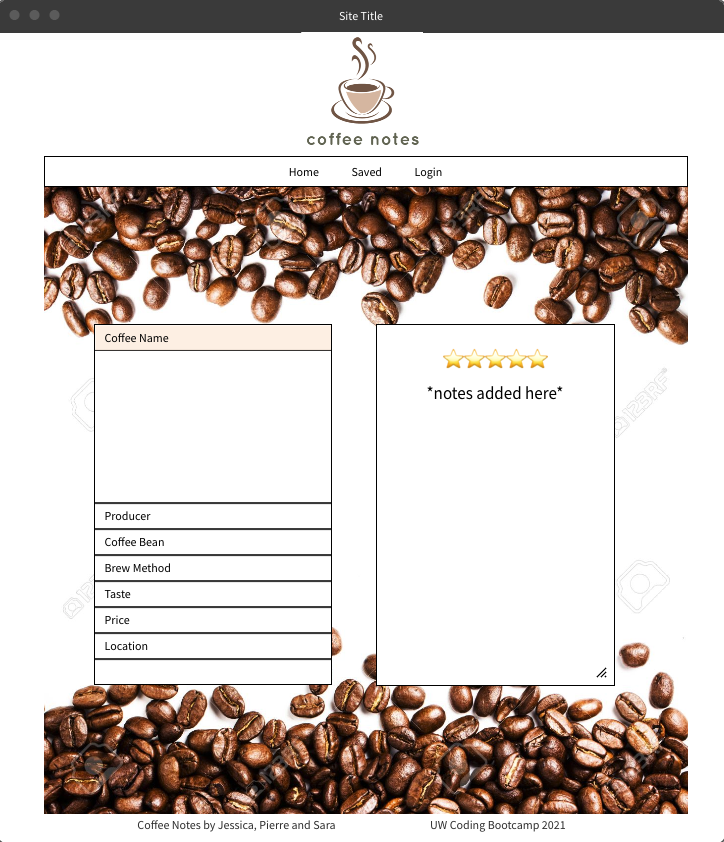 Site Title
coffee notes
Home Saved Login
Coffee Name
Producer
Coffee Bean
Brew Method
Taste
Price
Location
*notes added here*
123RF
Coffee Notes by Jessica, Pierre and Sara
UW Coding Bootcamp 2021